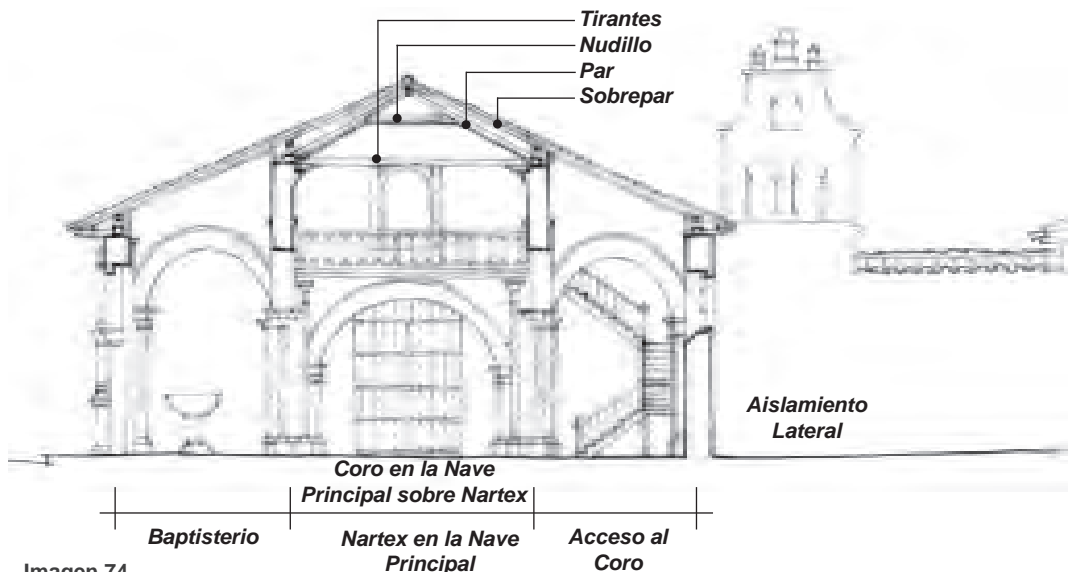 Tirantes
Nudillo
Par
Sobrepar
Aislamiento
Lateral
Coro en la Nave
Principal sobre Nartex
Baptisterio
Nartex en la Nave
Principal
Acceso al
Coro
Imagen 74